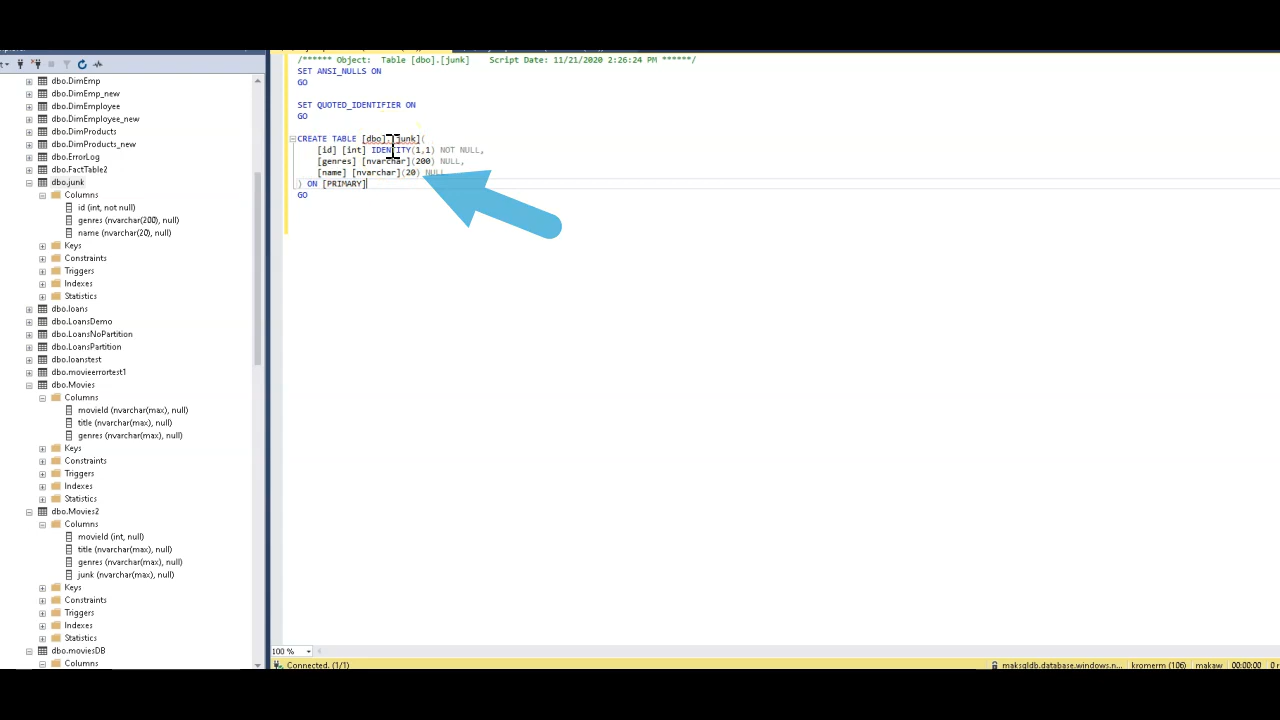 dbo.DimEmp
dbo.DimEmp_new
dbo.DimEmployee
dbo.DimEmployee_new
dbo.DimProducts
dbo.DimProducts_new
dbo.ErrorLog
dbo.FactTable2
dbo.junk
Columns
id (int, not null)
genres (nvarchar(200), null)
name (nvarchar(20), null)
Keys
Constraints
Triggers
Indexes
Statistics
dbo.loans
dbo.LoansDemo
dbo.LoansNoPartition
dbo.LoansPartition
dbo.loanstest
dbo.movieerrortest1
dbo.Movies
Columns
movieId (nvarchar(max), null)
title (nvarchar(max), null)
genres (nvarchar(max), null)
Keys
Constraints
Triggers
Indexes
Statistics
dbo.Movies2
Columns
movieId (int, null)
title (nvarchar(max), null)
genres (nvarchar(max), null)
junk (nvarchar(max), null)
Keys
Constraints
Triggers
Indexes
Statistics
dbo.moviesDB
Columns
/****** Object: Table [dbo].[junk] Script Date: 11/21/2020 2:26:24 PM ******/
SET ANSI_NULLS ON
GO
SET QUOTED_IDENTIFIER ON
GO
CREATE TABLE [dbo].[junk](
[id] [int] IDENTITY(1,1) NOT NULL,
[genres] [nvarchar](200) NULL,
[name] [nvarchar](20) NULL
) ON [PRIMARY]
GO
100 %
Connected. (1/1)
maksqldb.database.windows.n... kromerm (106) makaw 00:00:00 0